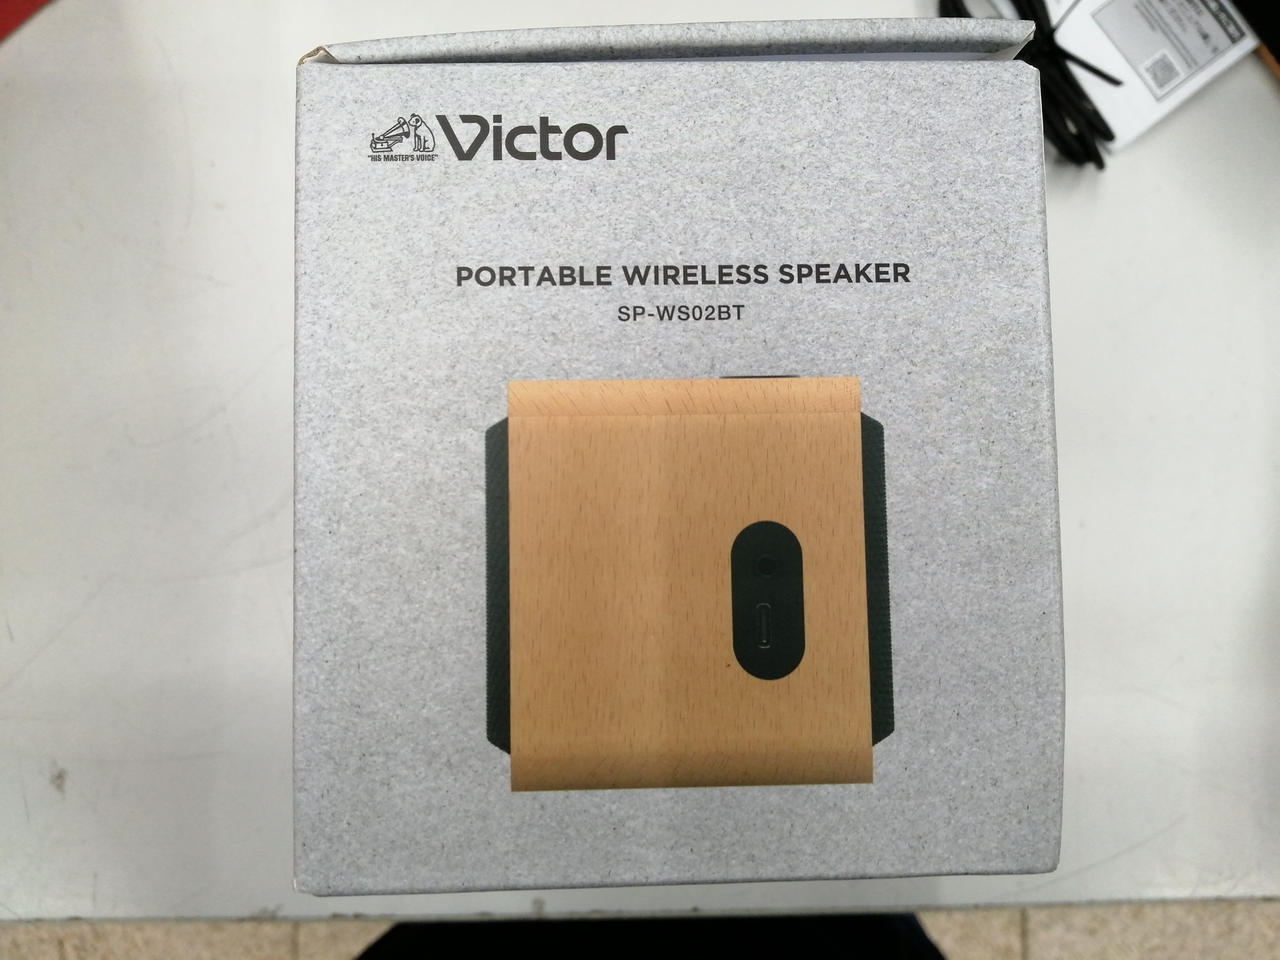 "HIS MASTER'S VOICE" Victor
PORTABLE WIRELESS SPEAKER
SP-WS02BT